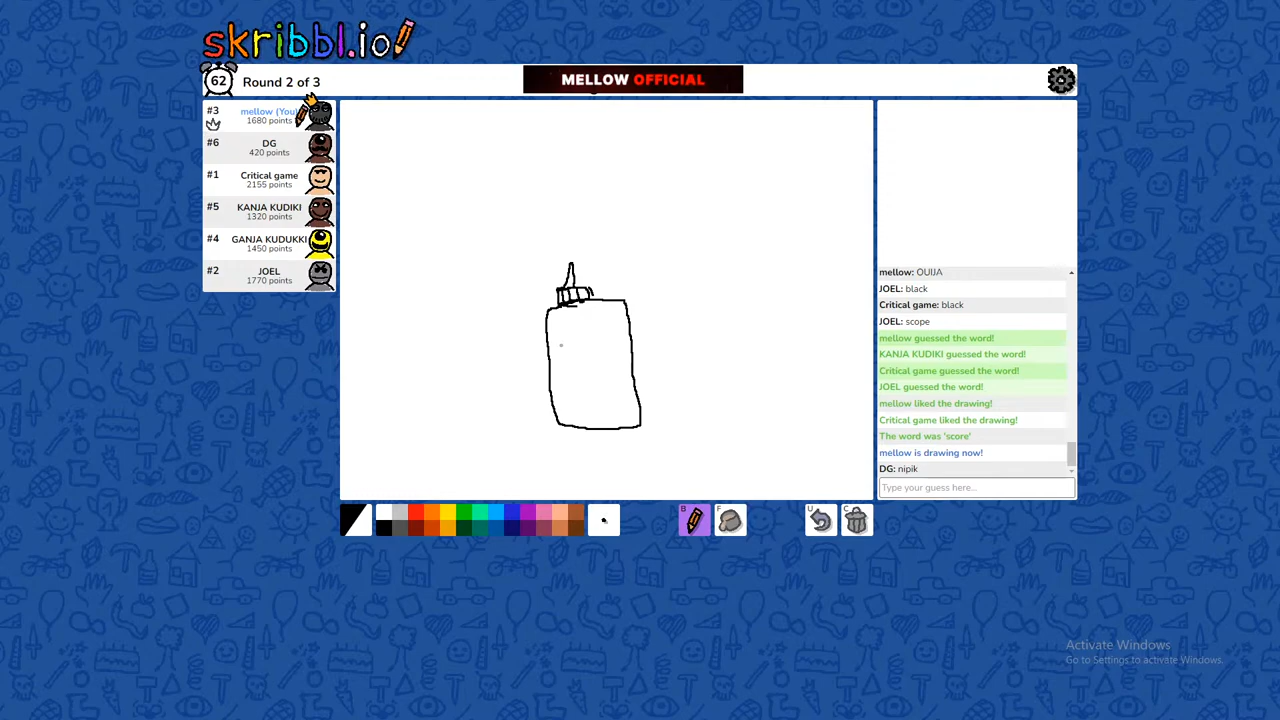 skribbl.io
62
Round 2 of 3
MELLOW OFFICIAL
#3
mellow (You)
1680 points
#6
DG
420 points
#1
Critical game
2155 points
#5
KANJA KUDIKI
1320 points
#4
GANJA KUDUKKI
1450 points
#2
JOEL
1770 points
mellow: OUIJA
JOEL: black
Critical game: black
JOEL: scope
mellow guessed the word!
KANJA KUDIKI guessed the word!
Critical game guessed the word!
JOEL guessed the word!
mellow liked the drawing!
Critical game liked the drawing!
The word was 'score'
mellow is drawing now!
DG: nipik
Type your guess here...
B
F
U
C
Activate Windows
Go to Settings to activate Windows.